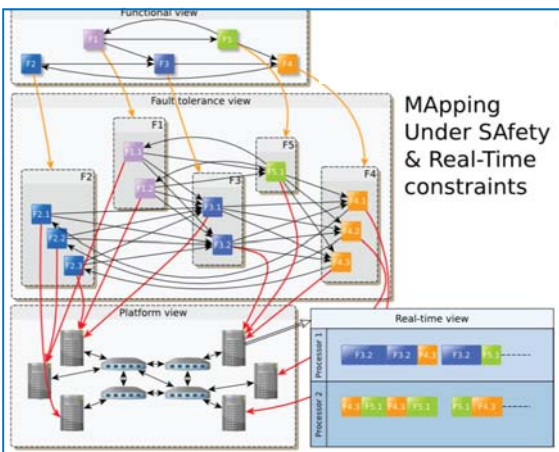 Functional view
F1
F5
F2
F3
F4
Fault tolerance view
MApping
Under SAfety
& Real-Time
constraints
F1
F1.1
F1.2
F5
F5.1
F2
F2.1
F2.2
F2.3
F3
F3.1
F3.2
F4
F4.1
F4.2
F4.3
Platform view
Real-time view
Processor 1
F3.2 F3.2 F4.3 F3.2 F5.1
Processor 2
F4.3 F5.1 F4.3 F5.1 F5.1 F4.3